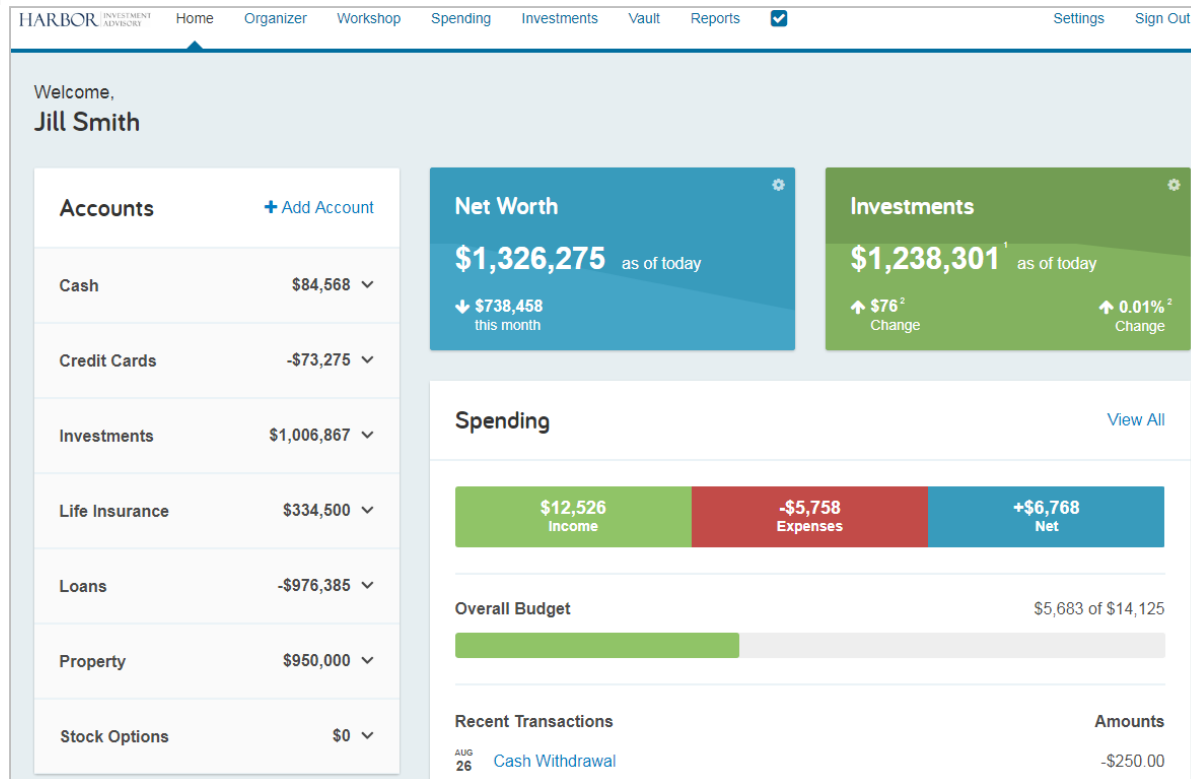 HARBOR INVESTMENT ADVISORY Home Organizer Workshop Spending Investments Vault Reports Settings Sign Out
Welcome,
Jill Smith
Accounts + Add Account
Cash $84,568
Credit Cards -$73,275
Investments $1,006,867
Life Insurance $334,500
Loans -$976,385
Property $950,000
Stock Options $0
Net Worth
$1,326,275 as of today
$738,458
this month
Investments
$1,238,301¹ as of today
$76² 0.01%²
Change Change
Spending View All
$12,526 -$5,758 +$6,768
Income Expenses Net
Overall Budget $5,683 of $14,125
Recent Transactions Amounts
AUG
26 Cash Withdrawal -$250.00